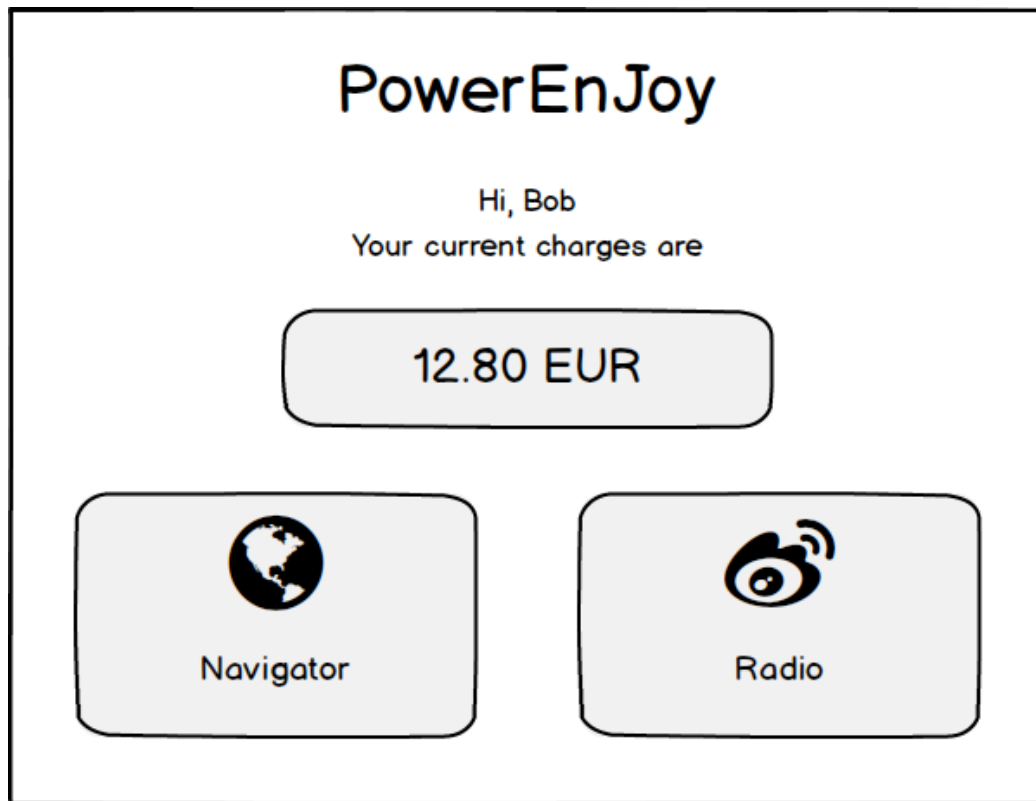 PowerEnJoy
Hi, Bob
Your current charges are
12.80 EUR
Navigator
Radio